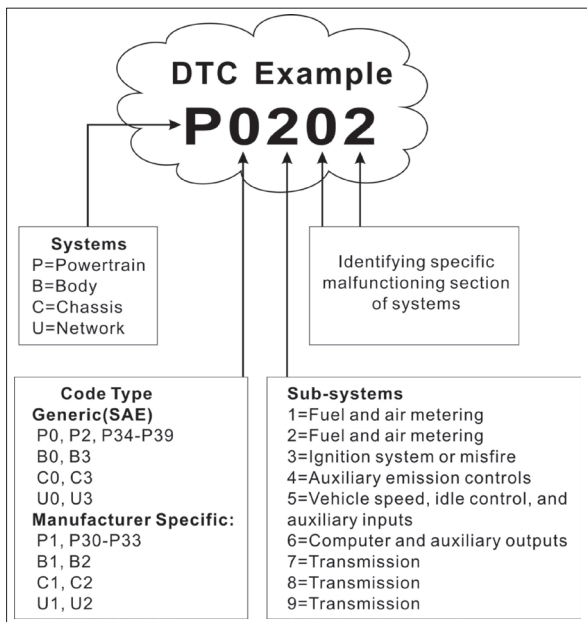 DTC Example
P0202
Systems
P=Powertrain
B=Body
C=Chassis
U=Network
Identifying specific
malfunctioning section
of systems
Code Type
Generic(SAE)
P0, P2, P34-P39
B0, B3
C0, C3
U0, U3
Manufacturer Specific:
P1, P30-P33
B1, B2
C1, C2
U1, U2
Sub-systems
1=Fuel and air metering
2=Fuel and air metering
3=Ignition system or misfire
4=Auxiliary emission controls
5=Vehicle speed, idle control, and
auxiliary inputs
6=Computer and auxiliary outputs
7=Transmission
8=Transmission
9=Transmission